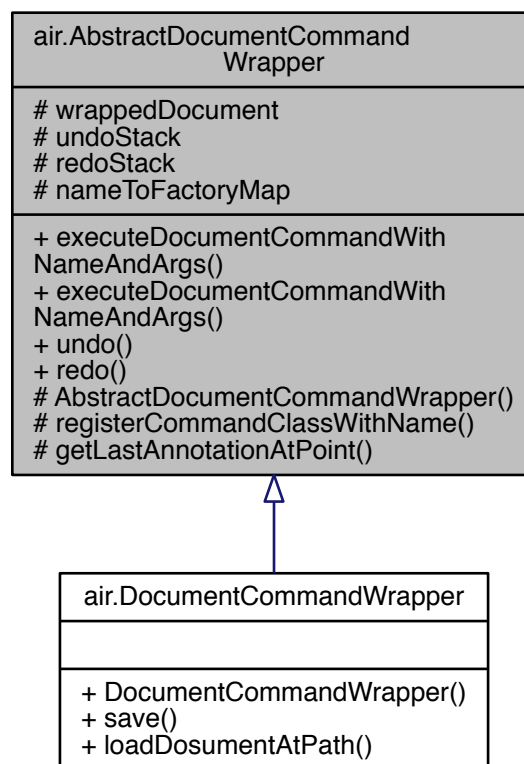 air.AbstractDocumentCommand
Wrapper
# wrappedDocument
# undoStack
# redoStack
# nameToFactoryMap
+ executeDocumentCommandWith
NameAndArgs()
+ executeDocumentCommandWith
NameAndArgs()
+ undo()
+ redo()
# AbstractDocumentCommandWrapper()
# registerCommandClassWithName()
# getLastAnnotationAtPoint()
air.DocumentCommandWrapper
+ DocumentCommandWrapper()
+ save()
+ loadDosumentAtPath()